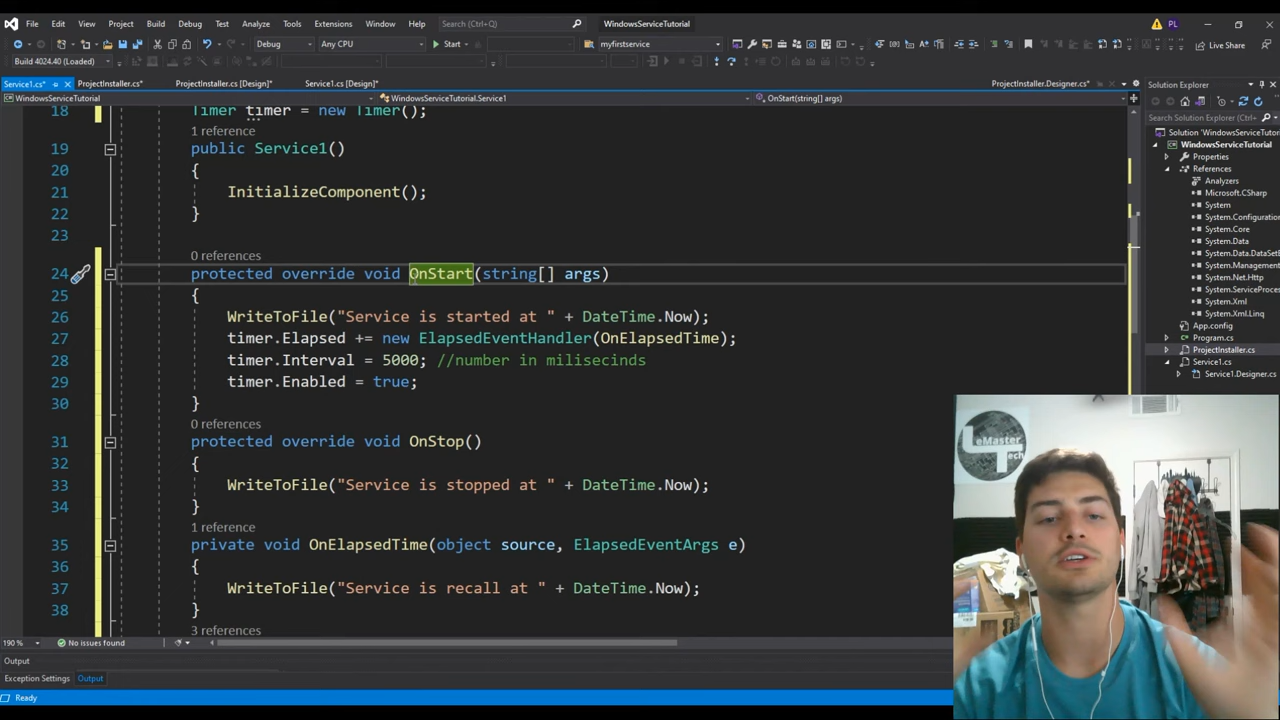 File Edit View Project Build Debug Test Analyze Tools Extensions Window Help Search (Ctrl+Q) WindowsServiceTutorial PL
Debug Any CPU Start myfirstservice Live Share
Build 4024.40 (Loaded)
Service1.cs* ProjectInstaller.cs* ProjectInstaller.cs [Design]* Service1.cs [Design]* ProjectInstaller.Designer.cs*
WindowsServiceTutorial WindowsServiceTutorial.Service1 OnStart(string[] args)
18 Timer timer = new Timer();
1 reference
19 public Service1()
20 {
21 InitializeComponent();
22 }
23
0 references
24 protected override void OnStart(string[] args)
25 {
26 WriteToFile("Service is started at " + DateTime.Now);
27 timer.Elapsed += new ElapsedEventHandler(OnElapsedTime);
28 timer.Interval = 5000; //number in milisecinds
29 timer.Enabled = true;
30 }
0 references
31 protected override void OnStop()
32 {
33 WriteToFile("Service is stopped at " + DateTime.Now);
34 }
1 reference
35 private void OnElapsedTime(object source, ElapsedEventArgs e)
36 {
37 WriteToFile("Service is recall at " + DateTime.Now);
38 }
3 references
190 % No issues found
Output
Exception Settings Output
Ready
Solution Explorer
Search Solution Explorer (Ctrl+
Solution 'WindowsServiceTutor
WindowsServiceTutorial
Properties
References
Analyzers
Microsoft.CSharp
System
System.Configuration
System.Core
System.Data
System.Data.DataSet
System.Management
System.Net.Http
System.ServiceProces
System.Xml
System.Xml.Linq
App.config
Program.cs
ProjectInstaller.cs
Service1.cs
Service1.Designer.cs
LeMaster
Tech